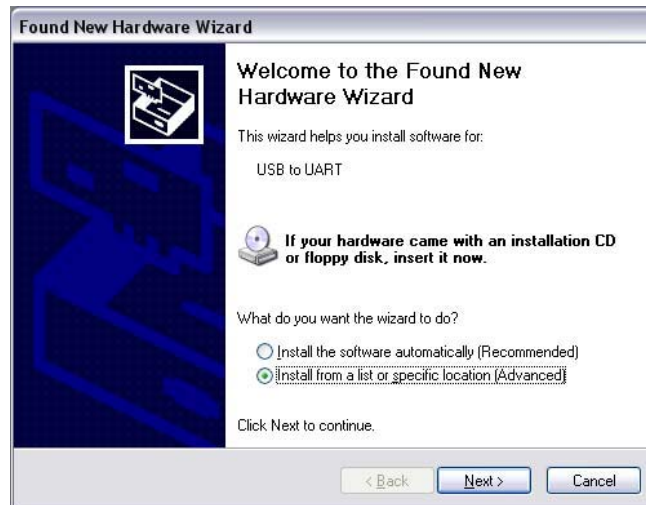 Found New Hardware Wizard
Welcome to the Found New
Hardware Wizard
This wizard helps you install software for:
USB to UART
If your hardware came with an installation CD
or floppy disk, insert it now.
What do you want the wizard to do?
Install the software automatically (Recommended)
Install from a list or specific location (Advanced)
Click Next to continue.
< Back Next > Cancel